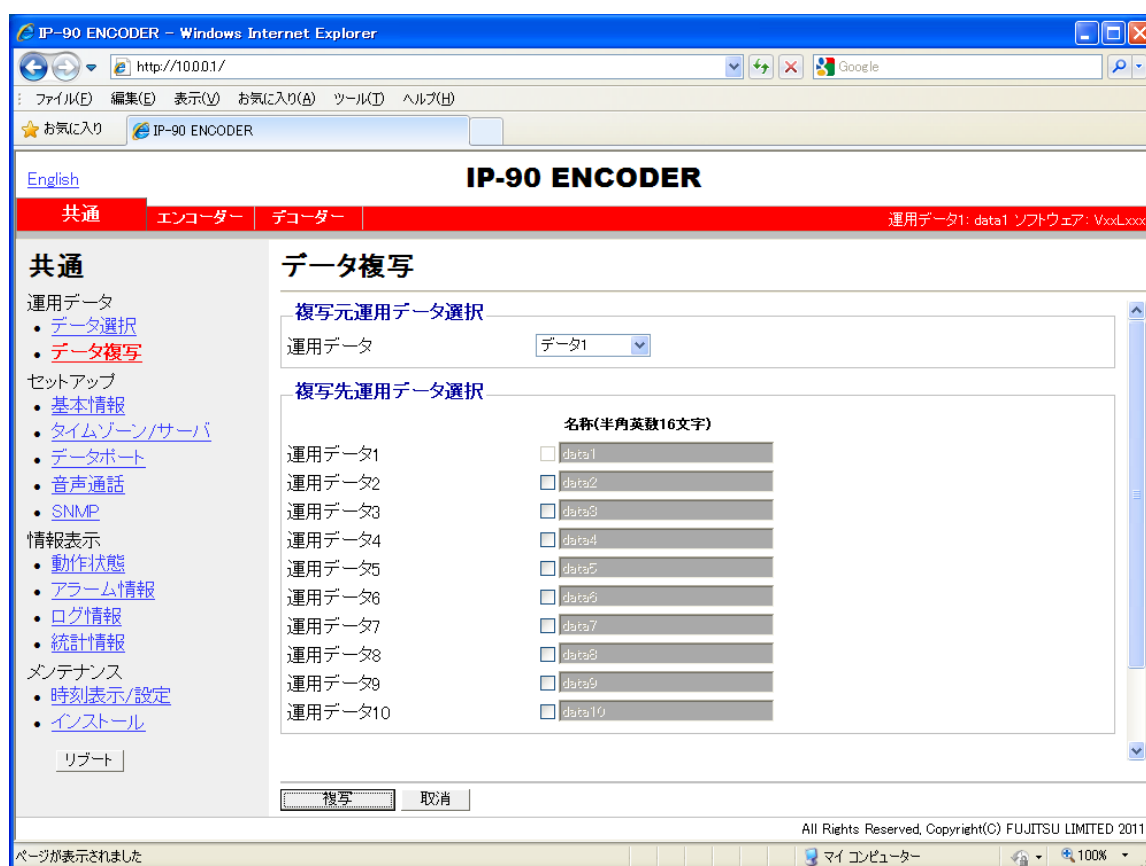 IP-90 ENCODER - Windows Internet Explorer
http://10.0.0.1/
Google
ファイル(F) 編集(E) 表示(V) お気に入り(A) ツール(T) ヘルプ(H)
お気に入り IP-90 ENCODER
English
IP-90 ENCODER
共通 エンコーダー デコーダー 運用データ1: data1 ソフトウェア: VxxLxxx
共通
運用データ
データ選択
データ複写
セットアップ
基本情報
タイムゾーン/サーバ
データポート
音声通話
SNMP
情報表示
動作状態
アラーム情報
ログ情報
統計情報
メンテナンス
時刻表示/設定
インストール
リブート
データ複写
複写元運用データ選択
運用データ データ1
複写先運用データ選択
名称(半角英数16文字)
運用データ1 data1
運用データ2 data2
運用データ3 data3
運用データ4 data4
運用データ5 data5
運用データ6 data6
運用データ7 data7
運用データ8 data8
運用データ9 data9
運用データ10 data10
複写 取消
All Rights Reserved, Copyright(C) FUJITSU LIMITED 2011
ページが表示されました マイ コンピューター 100%